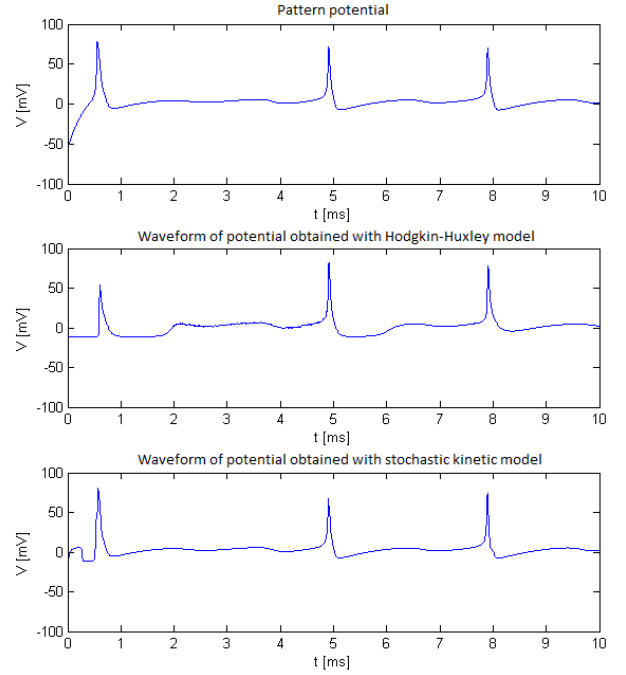 Pattern potential
100
50
0
-50
-100
V [mV]
0 1 2 3 4 5 6 7 8 9 10
t [ms]
Waveform of potential obtained with Hodgkin-Huxley model
100
50
0
-50
-100
V [mV]
0 1 2 3 4 5 6 7 8 9 10
t [ms]
Waveform of potential obtained with stochastic kinetic model
100
50
0
-50
-100
V [mV]
0 1 2 3 4 5 6 7 8 9 10
t [ms]